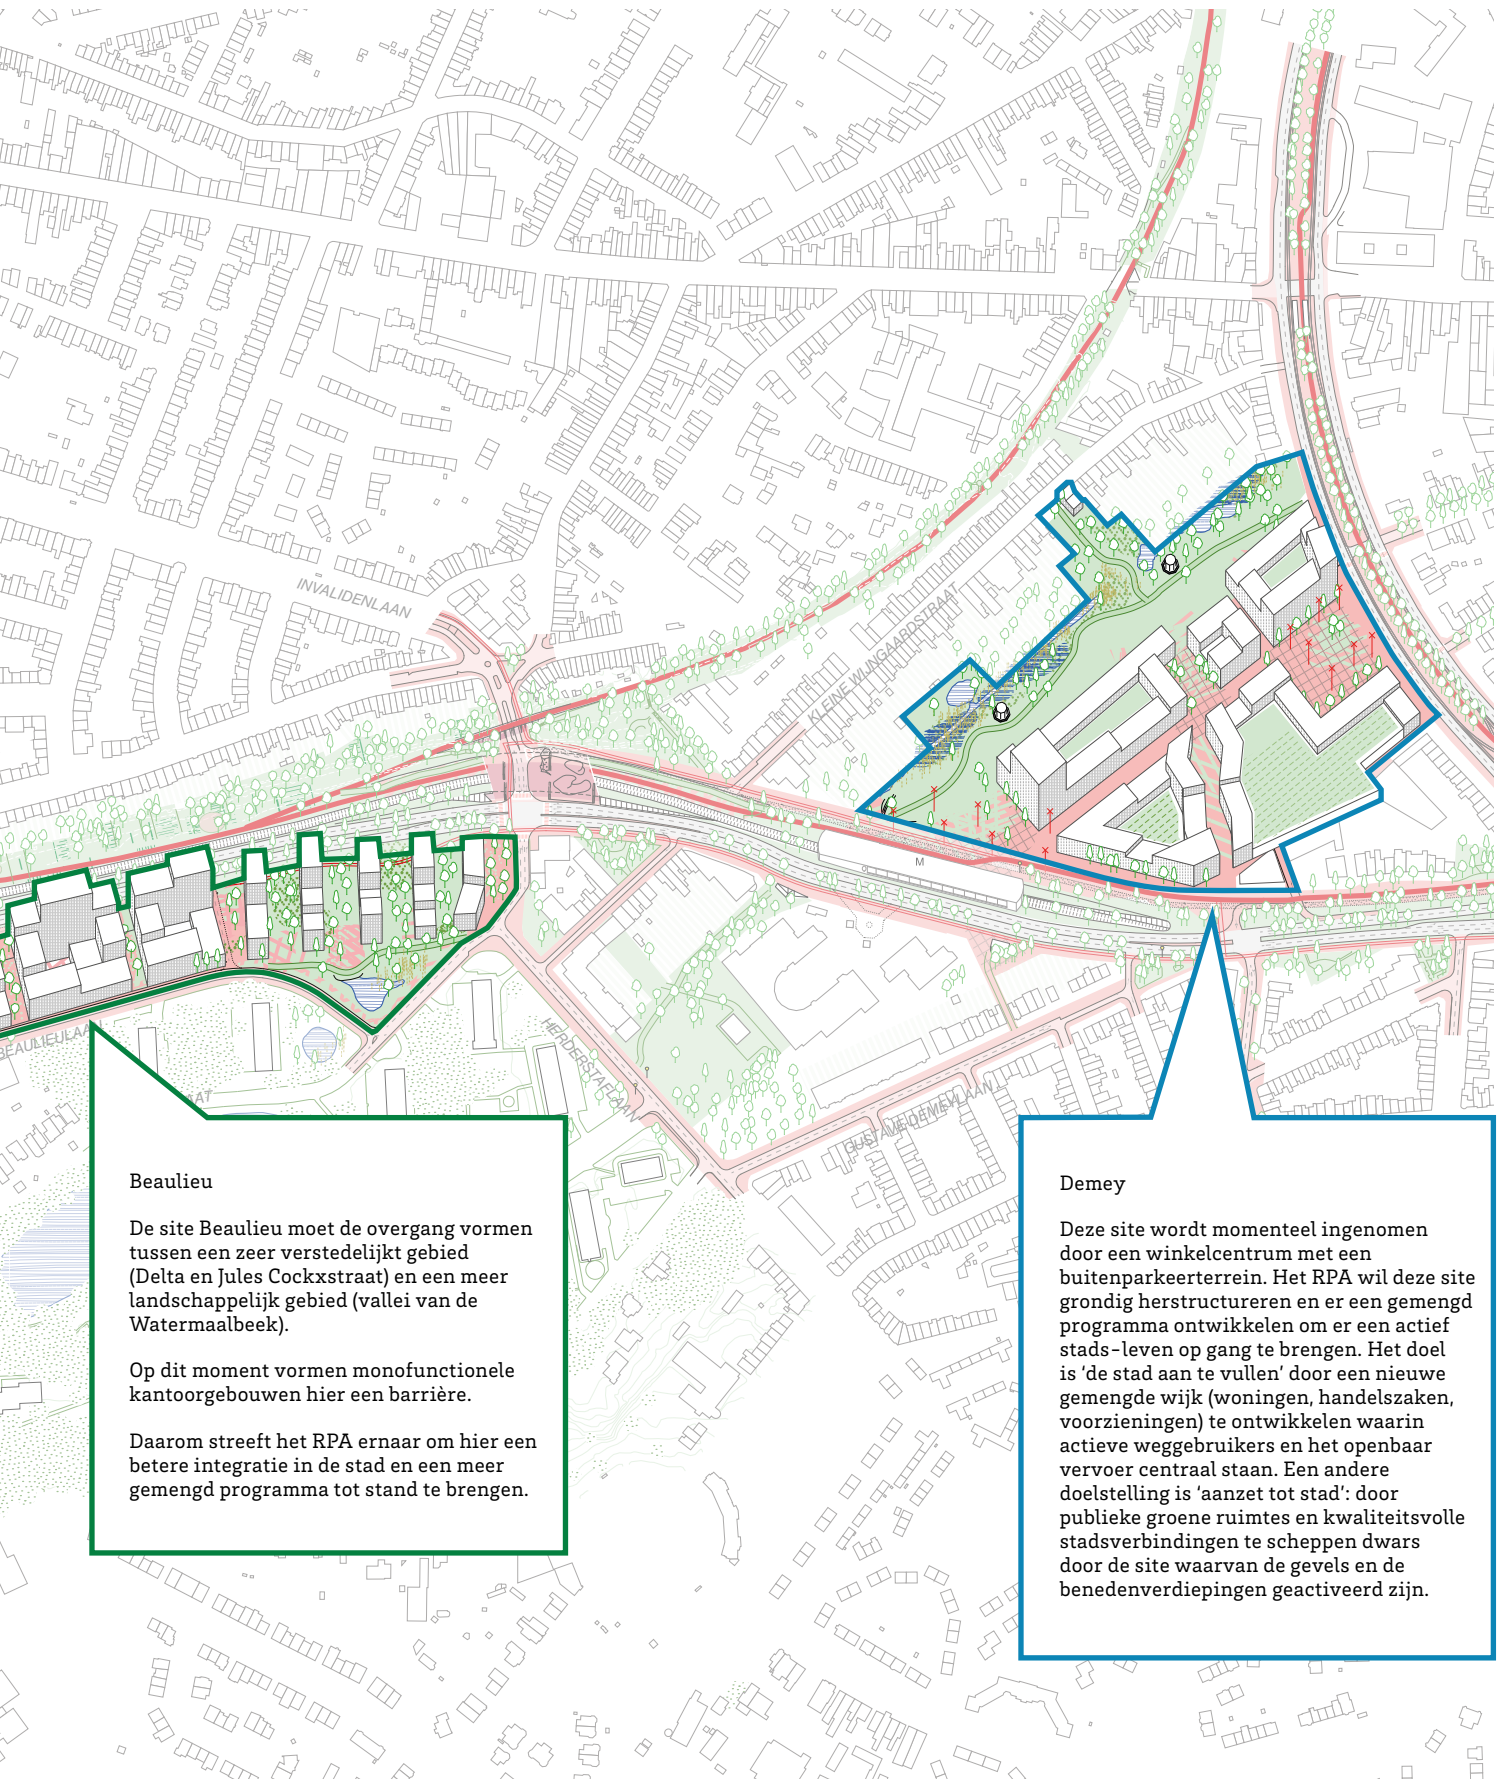 INVALIDENLAAN
KLEINE WIJNGAARDSTRAAT
M
BEAULIEULAAN
HERDERSTAFLAAN
AAT
GUSTAVE DEMEYLAAN
Beaulieu
De site Beaulieu moet de overgang vormen
tussen een zeer verstedelijkt gebied
(Delta en Jules Cockxstraat) en een meer
landschappelijk gebied (vallei van de
Watermaalbeek).
Op dit moment vormen monofunctionele
kantoorgebouwen hier een barrière.
Daarom streeft het RPA ernaar om hier een
betere integratie in de stad en een meer
gemengd programma tot stand te brengen.
Demey
Deze site wordt momenteel ingenomen
door een winkelcentrum met een
buitenparkeerterrein. Het RPA wil deze site
grondig herstructureren en er een gemengd
programma ontwikkelen om er een actief
stads-leven op gang te brengen. Het doel
is ‘de stad aan te vullen’ door een nieuwe
gemengde wijk (woningen, handelszaken,
voorzieningen) te ontwikkelen waarin
actieve weggebruikers en het openbaar
vervoer centraal staan. Een andere
doelstelling is ‘aanzet tot stad’: door
publieke groene ruimtes en kwaliteitsvolle
stadsverbindingen te scheppen dwars
door de site waarvan de gevels en de
benedenverdiepingen geactiveerd zijn.